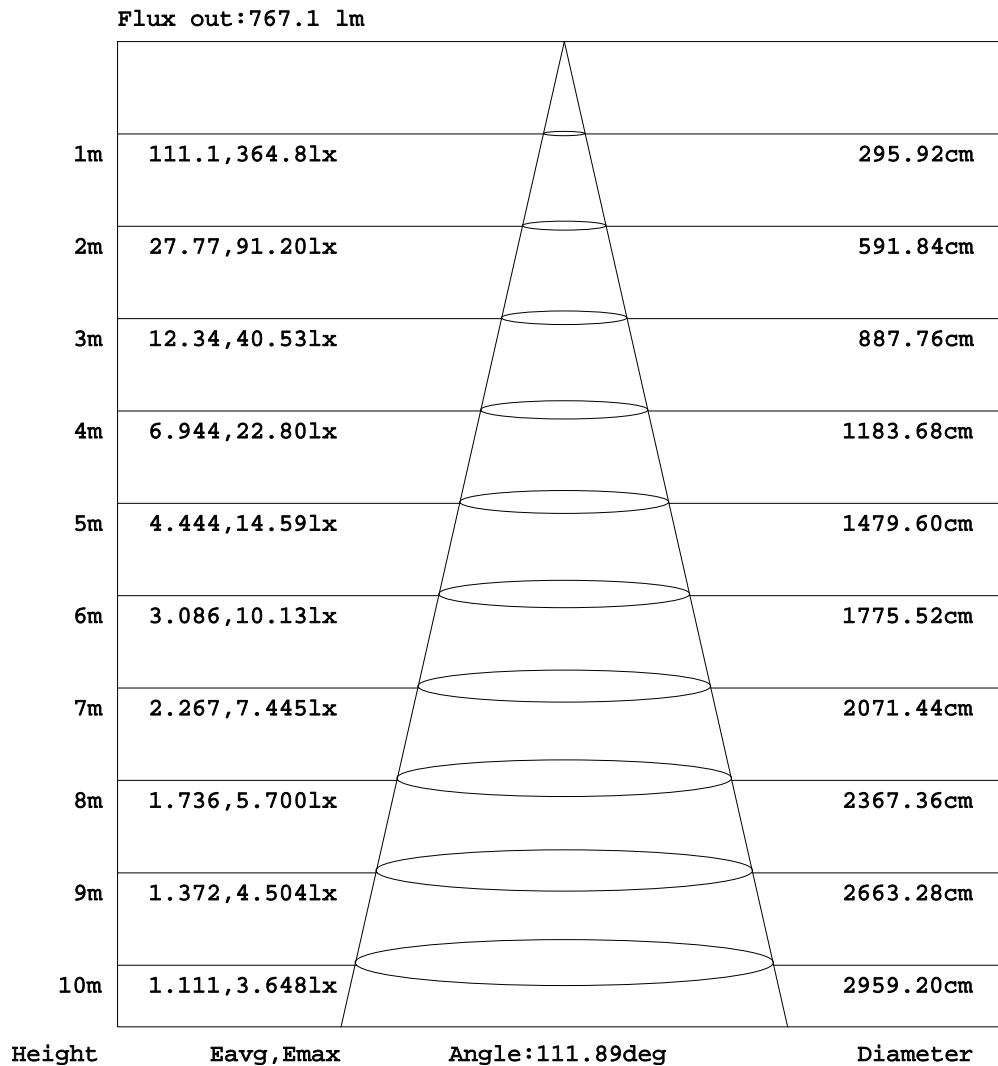 Flux out:767.1 lm
1m 111.1,364.8lx 295.92cm
2m 27.77,91.20lx 591.84cm
3m 12.34,40.53lx 887.76cm
4m 6.944,22.80lx 1183.68cm
5m 4.444,14.59lx 1479.60cm
6m 3.086,10.13lx 1775.52cm
7m 2.267,7.445lx 2071.44cm
8m 1.736,5.700lx 2367.36cm
9m 1.372,4.504lx 2663.28cm
10m 1.111,3.648lx 2959.20cm
Height Eavg,Emax Angle:111.89deg Diameter